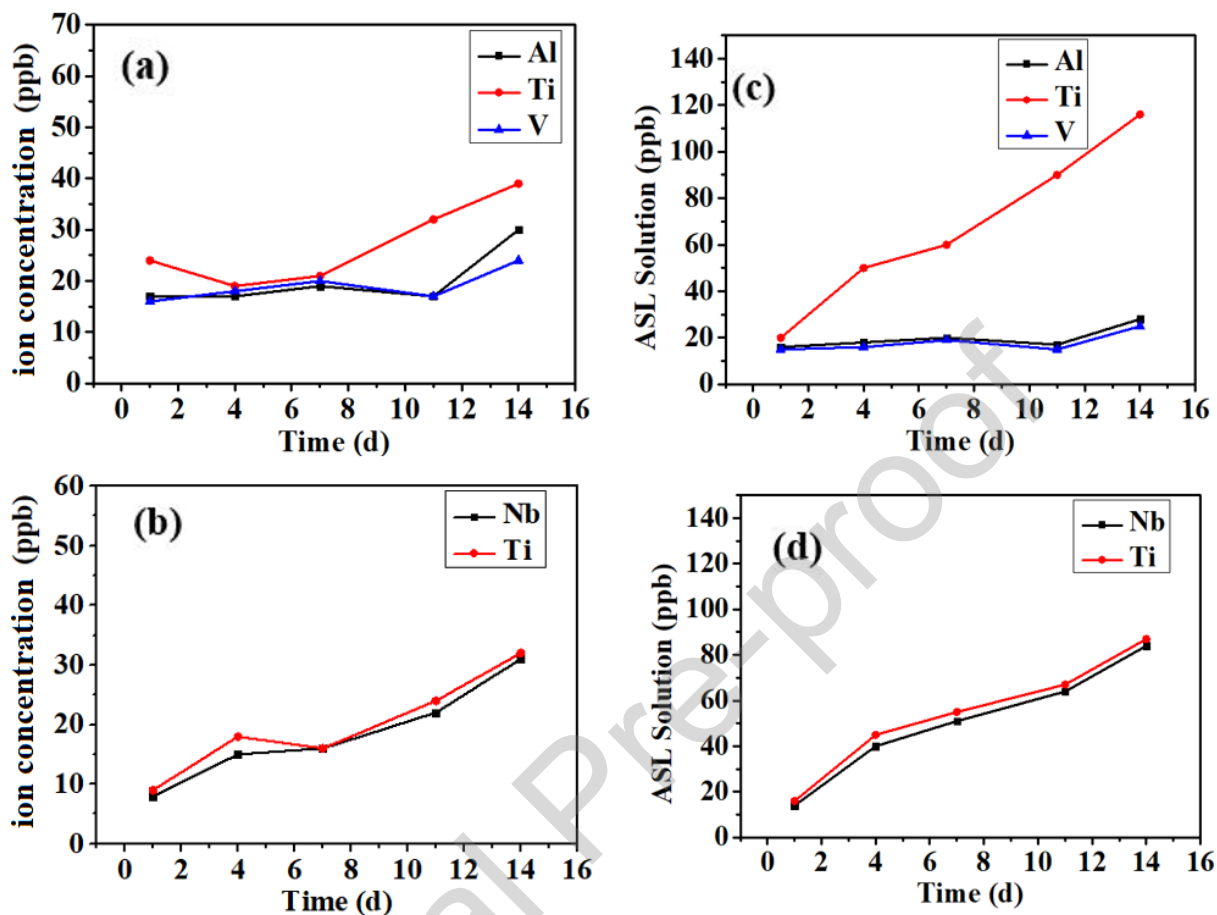 (a)
Al
Ti
V
ion concentration (ppb)
70
60
50
40
30
20
10
0
0 2 4 6 8 10 12 14 16
Time (d)
(c)
Al
Ti
V
ASL Solution (ppb)
140
120
100
80
60
40
20
0
0 2 4 6 8 10 12 14 16
Time (d)
(b)
Nb
Ti
ion concentration (ppb)
60
50
40
30
20
10
0
0 2 4 6 8 10 12 14 16
Time (d)
(d)
Nb
Ti
ASL Solution (ppb)
140
120
100
80
60
40
20
0
0 2 4 6 8 10 12 14 16
Time (d)
al Pre-proof